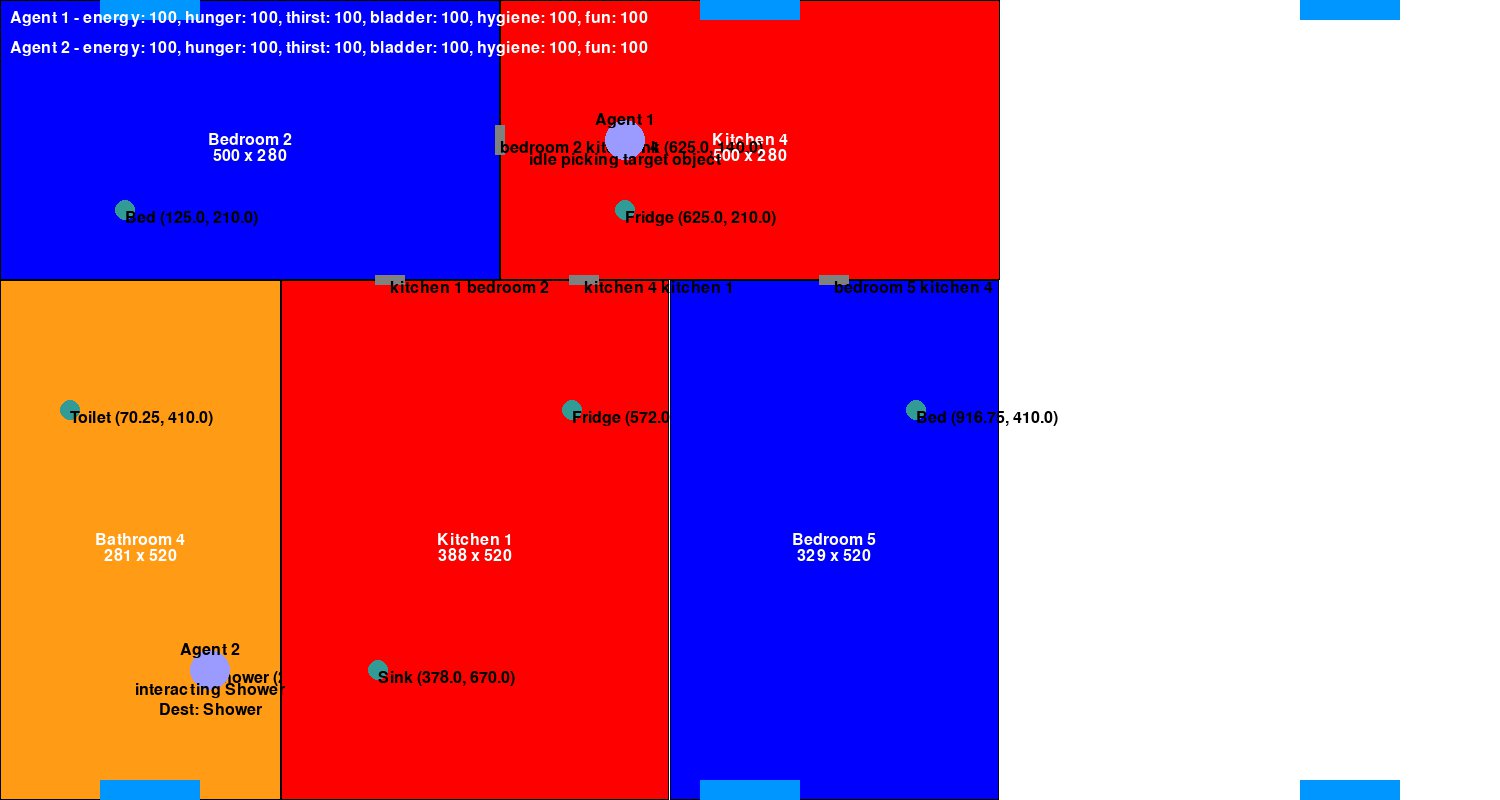 Agent 1 - energy: 100, hunger: 100, thirst: 100, bladder: 100, hygiene: 100, fun: 100
Agent 2 - energy: 100, hunger: 100, thirst: 100, bladder: 100, hygiene: 100, fun: 100
Agent 1
Bedroom 2
500 x 280
Kitchen 4
500 x 280
bedroom 2 (625.0, 140.0)
idle picking target object
Bed (125.0, 210.0)
Fridge (625.0, 210.0)
kitchen 1 bedroom 2
kitchen 4 kitchen 1
bedroom 5 kitchen 4
Toilet (70.25, 410.0)
Fridge (572.0
Bed (916.75, 410.0)
Bathroom 4
281 x 520
Kitchen 1
388 x 520
Bedroom 5
329 x 520
Agent 2
Sink (378.0, 670.0)
interacting Shower
Dest: Shower